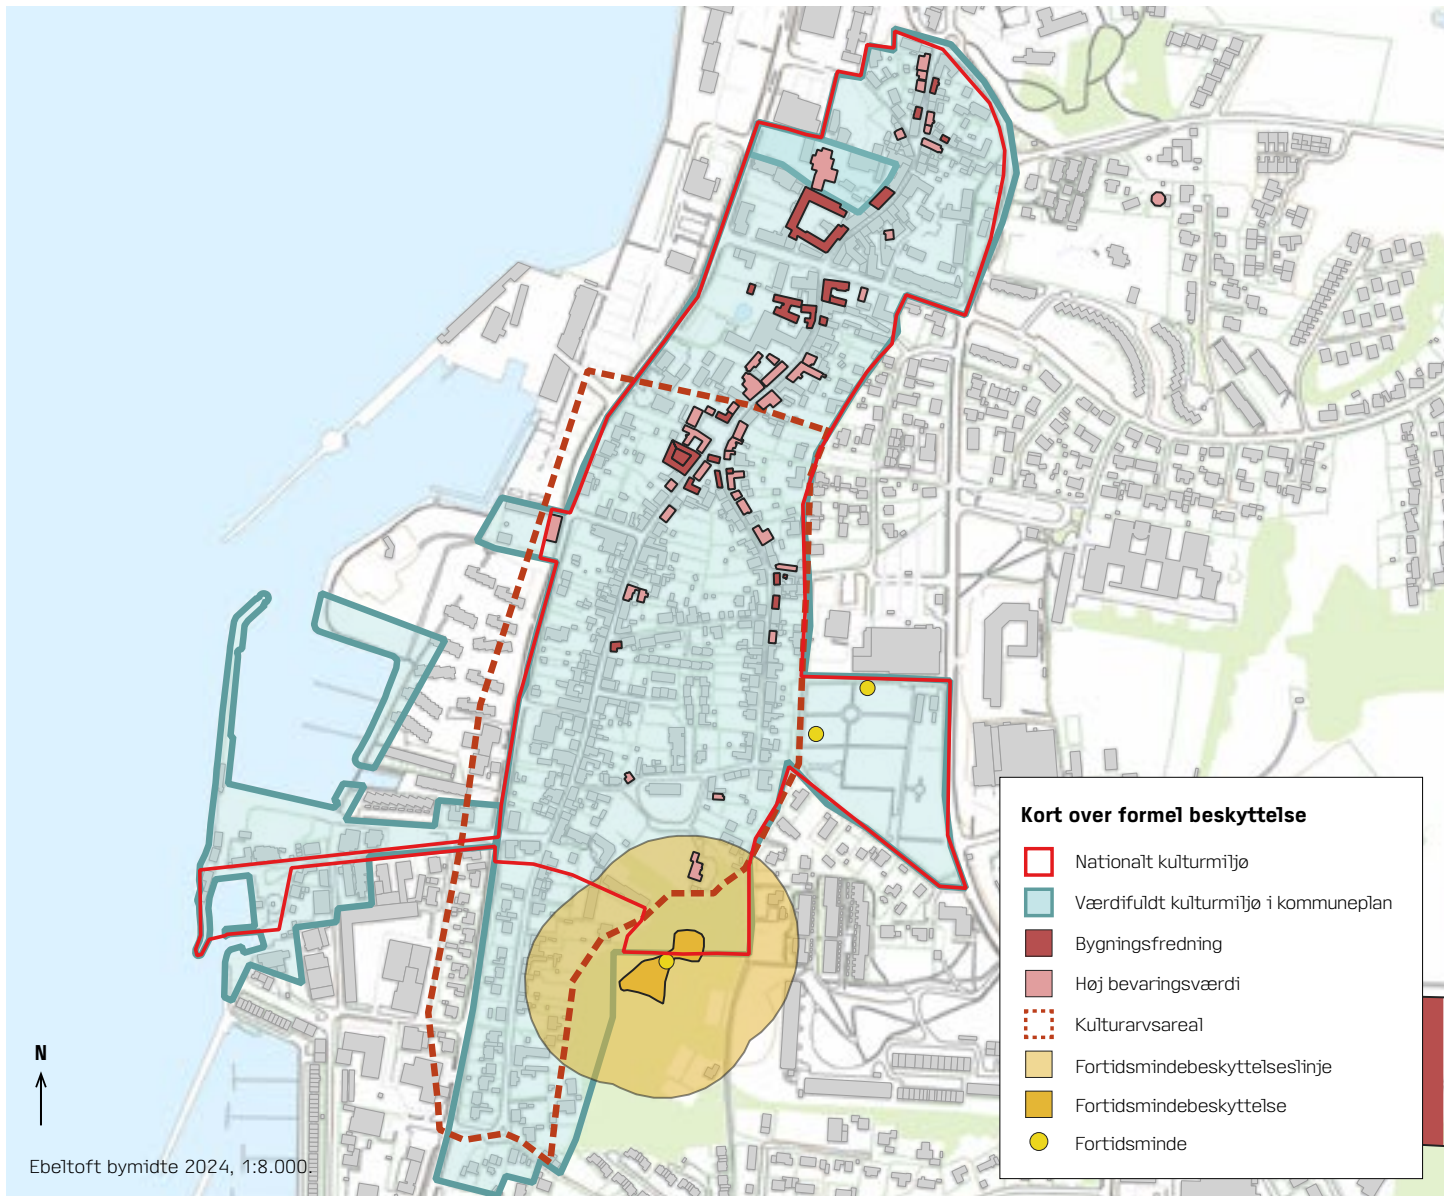 Kort over formel beskyttelse
Nationalt kulturmiljø
Værdifuldt kulturmiljø i kommuneplan
Bygningsfredning
Høj bevaringsværdi
Kulturarvsareal
Fortidsmindebeskyttelseslinje
Fortidsmindebeskyttelse
Fortidsminde
N
Ebeltoft bymidte 2024, 1:8.000.